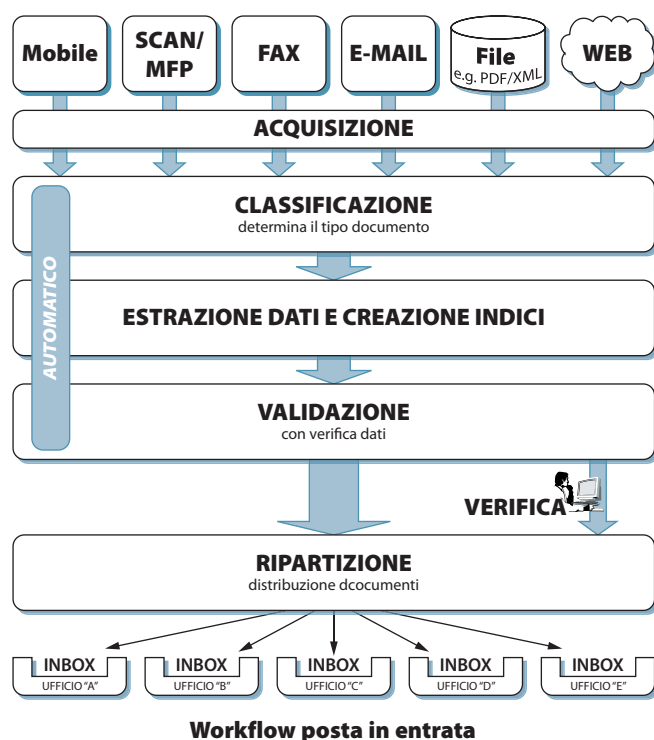 Mobile
SCAN/
MFP
FAX
E-MAIL
File
e.g. PDF/XML
WEB
ACQUISIZIONE
CLASSIFICAZIONE
determina il tipo documento
AUTOMATICO
ESTRAZIONE DATI E CREAZIONE INDICI
VALIDAZIONE
con verifica dati
VERIFICA
RIPARTIZIONE
distribuzione dcocumenti
INBOX
UFFICIO "A"
INBOX
UFFICIO "B"
INBOX
UFFICIO "C"
INBOX
UFFICIO "D"
INBOX
UFFICIO "E"
Workflow posta in entrata